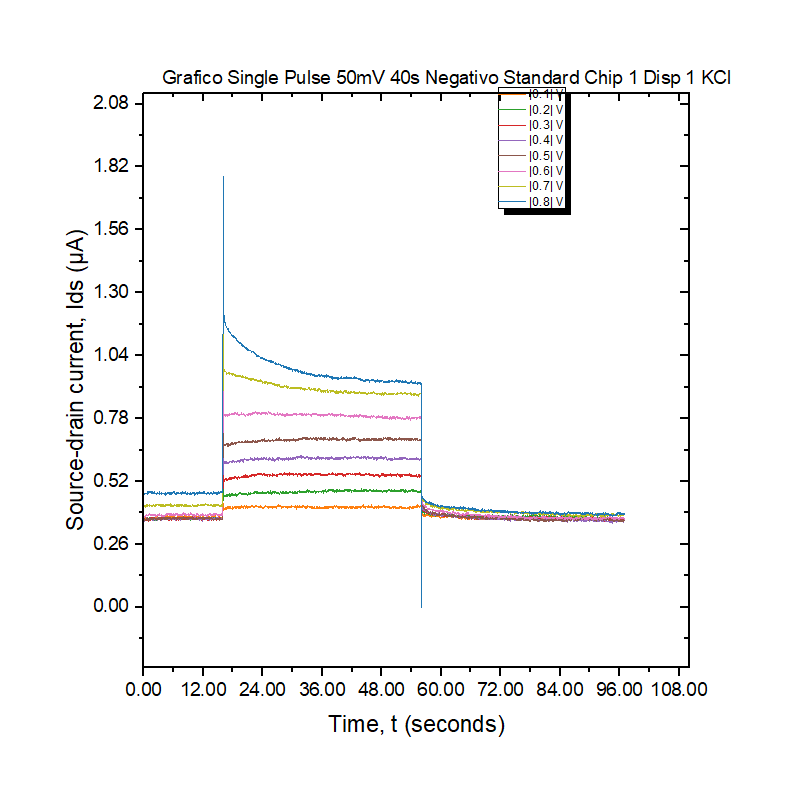 Grafico Single Pulse 50mV 40s Negativo Standard Chip 1 Disp 1 KCl
|0.1| V
|0.2| V
|0.3| V
|0.4| V
|0.5| V
|0.6| V
|0.7| V
|0.8| V
Source-drain current, Ids (µA)
2.08
1.82
1.56
1.30
1.04
0.78
0.52
0.26
0.00
0.00 12.00 24.00 36.00 48.00 60.00 72.00 84.00 96.00 108.00
Time, t (seconds)